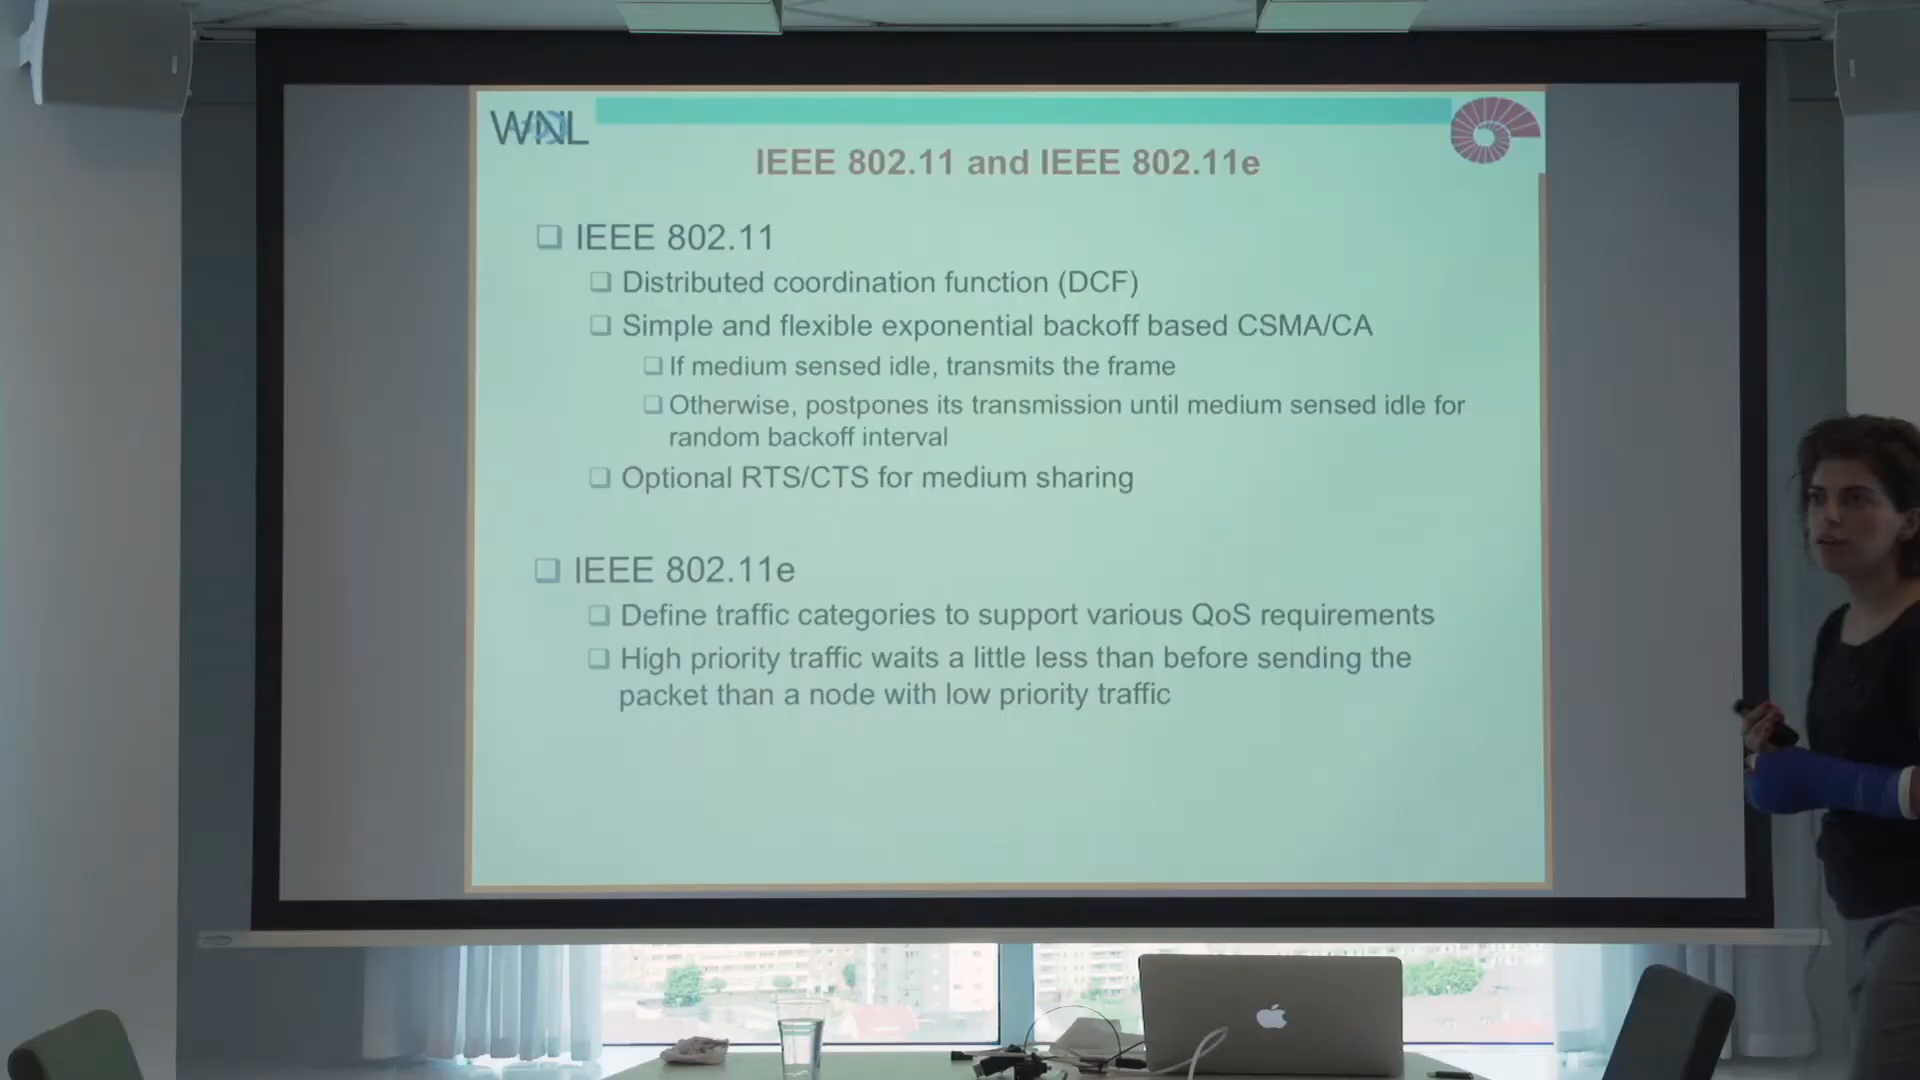 WNL
IEEE 802.11 and IEEE 802.11e
IEEE 802.11
Distributed coordination function (DCF)
Simple and flexible exponential backoff based CSMA/CA
If medium sensed idle, transmits the frame
Otherwise, postpones its transmission until medium sensed idle for
random backoff interval
Optional RTS/CTS for medium sharing
IEEE 802.11e
Define traffic categories to support various QoS requirements
High priority traffic waits a little less than before sending the
packet than a node with low priority traffic